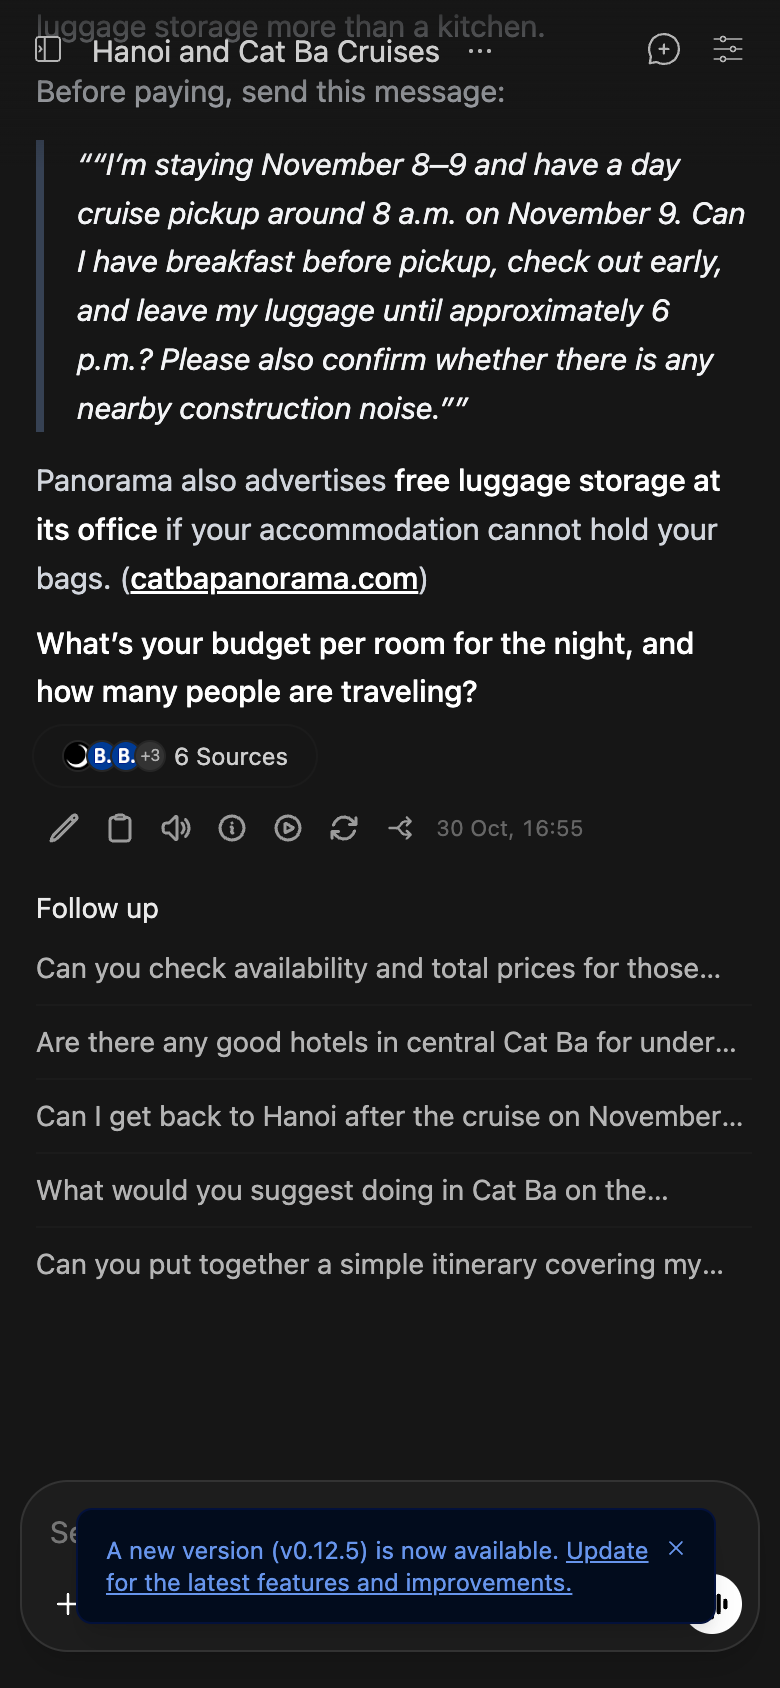 luggage storage more than a kitchen.
Hanoi and Cat Ba Cruises ...
Before paying, send this message:
““I’m staying November 8–9 and have a day
cruise pickup around 8 a.m. on November 9. Can
I have breakfast before pickup, check out early,
and leave my luggage until approximately 6
p.m.? Please also confirm whether there is any
nearby construction noise.””
Panorama also advertises free luggage storage at
its office if your accommodation cannot hold your
bags. (catbapanorama.com)
What’s your budget per room for the night, and
how many people are traveling?
B. B. +3 6 Sources
30 Oct, 16:55
Follow up
Can you check availability and total prices for those...
Are there any good hotels in central Cat Ba for under...
Can I get back to Hanoi after the cruise on November...
What would you suggest doing in Cat Ba on the...
Can you put together a simple itinerary covering my...
A new version (v0.12.5) is now available. Update
for the latest features and improvements.